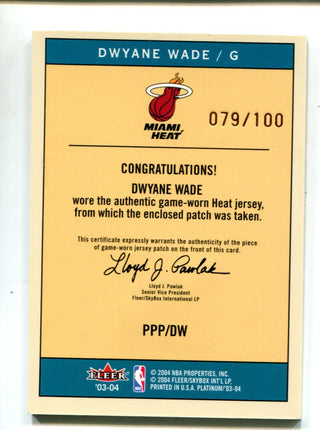 DWYANE WADE / G
MIAMI
HEAT
079/100
CONGRATULATIONS!
DWYANE WADE
wore the authentic game-worn Heat jersey,
from which the enclosed patch was taken.
This certificate expressly warrants the authenticity of the piece
of game-worn jersey patch on the front of this card.
Lloyd J. Pawlak
Lloyd J. Pawlak
Senior Vice President
Fleer/SkyBox International LP
PPP/DW
FLEER
'03-04
NBA
© 2004 NBA PROPERTIES, INC.
© 2004 FLEER/SKYBOX INT'L LP.
PRINTED IN U.S.A. PLATINUM'03-04